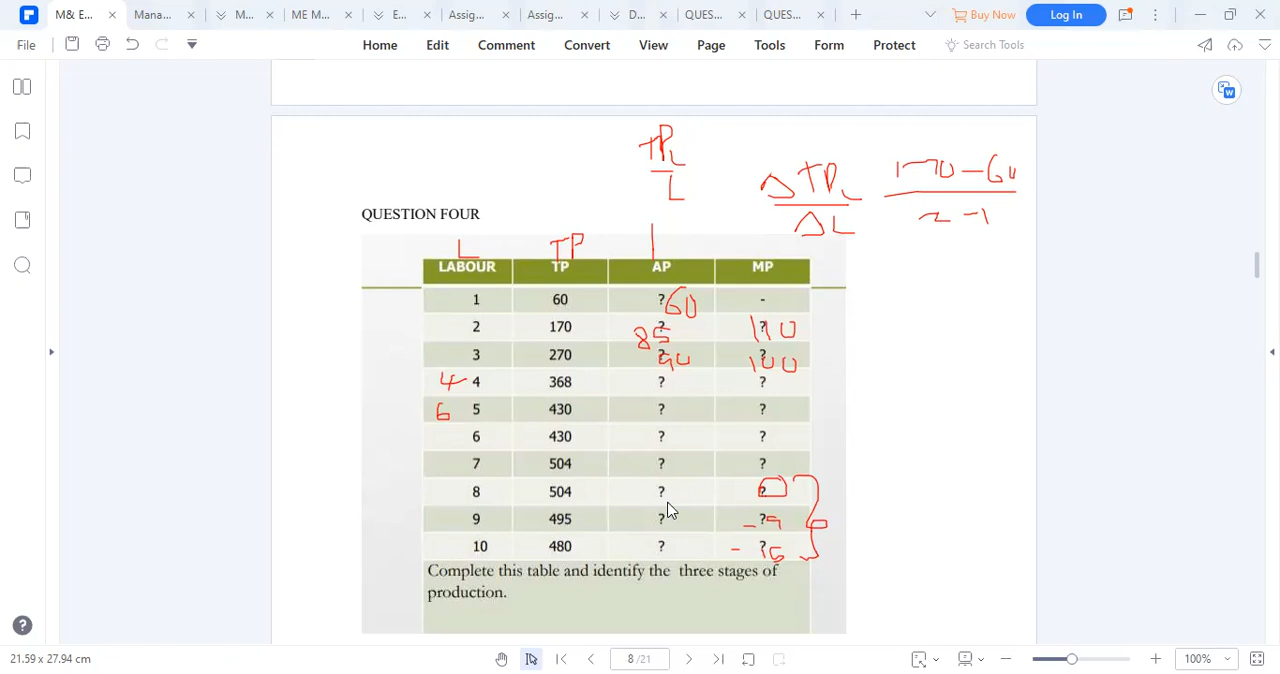 M& E...
Mana...
M...
ME M...
E...
Assig...
Assig...
D...
QUES...
QUES...
Buy Now
Log In
File
Home
Edit
Comment
Convert
View
Page
Tools
Form
Protect
Search Tools
TPL
L
ΔTPL 170-60
ΔL 2-1
QUESTION FOUR
L TP
LABOUR TP AP MP
1 60 ? 60 -
2 170 ? 85 ? 110
3 270 ? 90 ? 100
4 4 368 ? ?
6 5 430 ? ?
6 430 ? ?
7 504 ? ?
8 504 ? ?
9 495 ? ? -9
10 480 ? ? -15
Complete this table and identify the three stages of
production.
21.59 x 27.94 cm
8 /21
100%